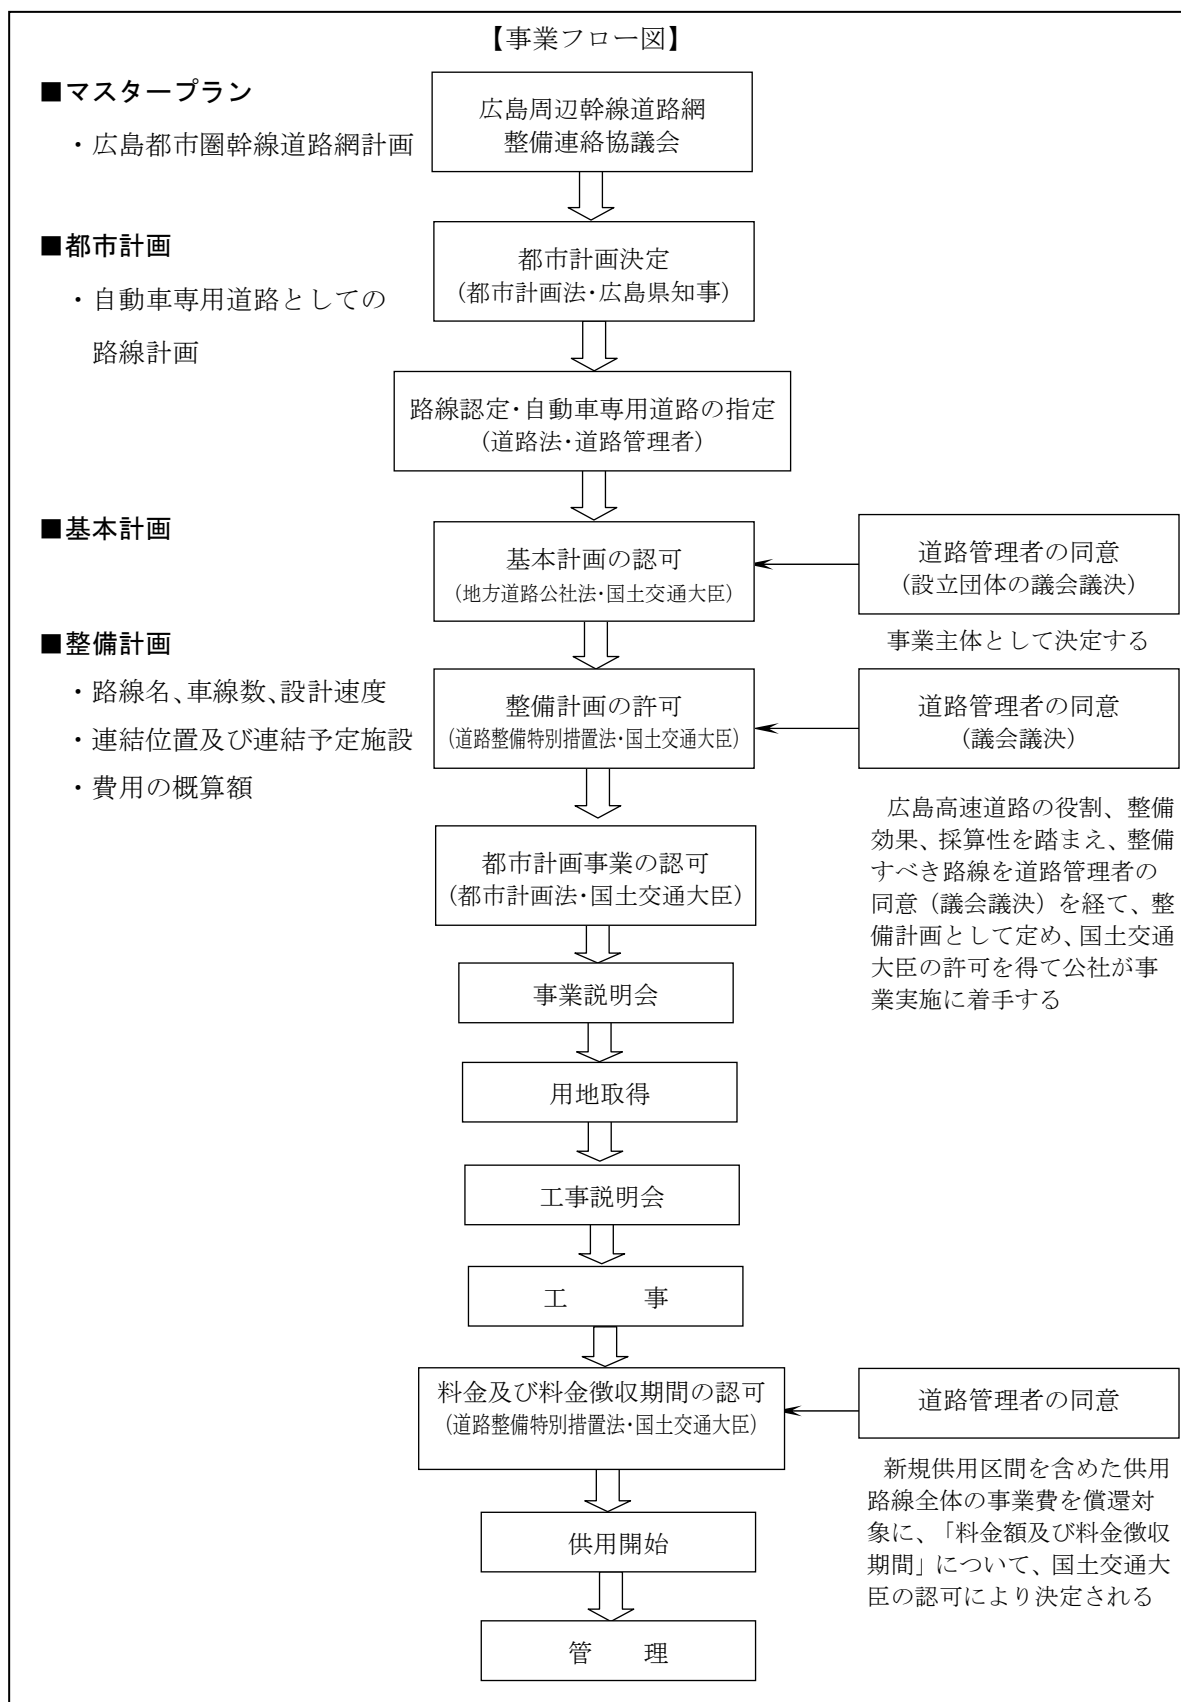 【事業フロー図】
■マスタープラン
・広島都市圏幹線道路網計画
広島周辺幹線道路網
整備連絡協議会
■都市計画
・自動車専用道路としての
路線計画
都市計画決定
(都市計画法・広島県知事)
路線認定・自動車専用道路の指定
(道路法・道路管理者)
■基本計画
基本計画の認可
(地方道路公社法・国土交通大臣)
道路管理者の同意
(設立団体の議会議決)
事業主体として決定する
■整備計画
・路線名、車線数、設計速度
・連結位置及び連結予定施設
・費用の概算額
整備計画の許可
(道路整備特別措置法・国土交通大臣)
道路管理者の同意
(議会議決)
広島高速道路の役割、整備
効果、採算性を踏まえ、整備
すべき路線を道路管理者の
同意(議会議決)を経て、整
備計画として定め、国土交通
大臣の許可を得て公社が事
業実施に着手する
都市計画事業の認可
(都市計画法・国土交通大臣)
事業説明会
用地取得
工事説明会
工　　事
料金及び料金徴収期間の認可
(道路整備特別措置法・国土交通大臣)
道路管理者の同意
新規供用区間を含めた供用
路線全体の事業費を償還対
象に、「料金額及び料金徴収
期間」について、国土交通大
臣の認可により決定される
供用開始
管　理